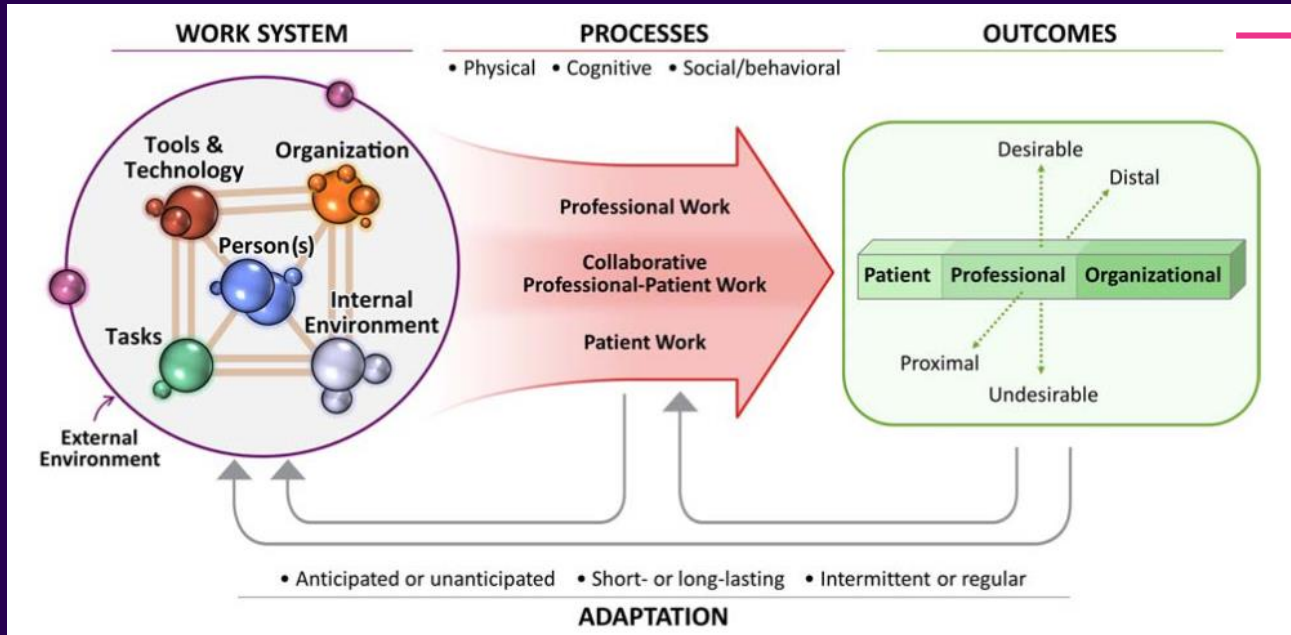 WORK SYSTEM
PROCESSES
• Physical • Cognitive • Social/behavioral
OUTCOMES
Tools &
Technology
Organization
Person(s)
Internal
Environment
Tasks
External
Environment
Professional Work
Collaborative
Professional-Patient Work
Patient Work
Desirable
Distal
Patient
Professional
Organizational
Proximal
Undesirable
• Anticipated or unanticipated • Short- or long-lasting • Intermittent or regular
ADAPTATION